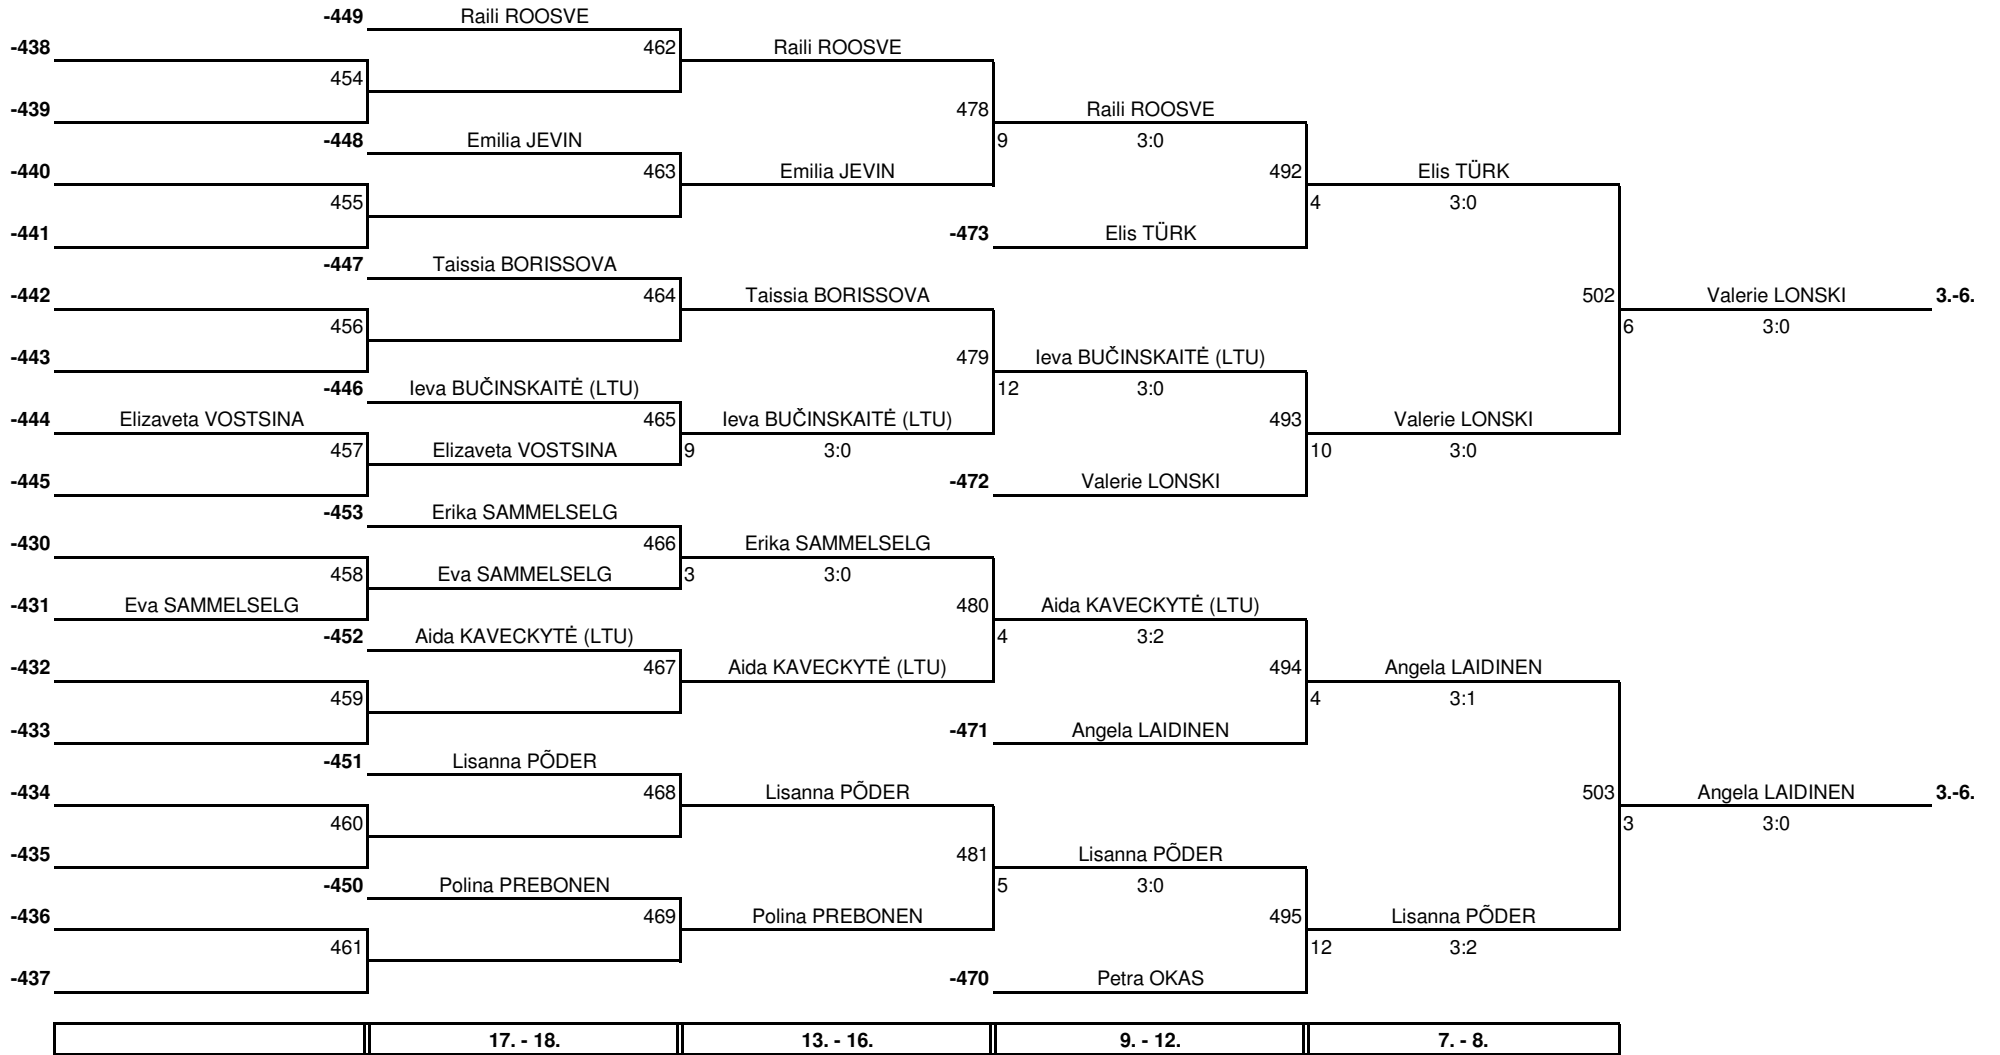 -449 Raili ROOSVE
-438 462 Raili ROOSVE
454
-439 478 Raili ROOSVE
-448 Emilia JEVIN 9 3:0
-440 463 Emilia JEVIN 492 Elis TÜRK
455 4 3:0
-441 -473 Elis TÜRK
-447 Taissia BORISSOVA
-442 464 Taissia BORISSOVA 502 Valerie LONSKI 3.-6.
456 6 3:0
-443 479 Ieva BUČINSKAITĖ (LTU)
-446 Ieva BUČINSKAITĖ (LTU) 12 3:0
-444 Elizaveta VOSTSINA 465 Ieva BUČINSKAITĖ (LTU) 493 Valerie LONSKI
457 Elizaveta VOSTSINA 9 3:0 10 3:0
-445 -472 Valerie LONSKI
-453 Erika SAMMELSELG
-430 466 Erika SAMMELSELG
458 Eva SAMMELSELG 3 3:0
-431 Eva SAMMELSELG 480 Aida KAVECKYTĖ (LTU)
-452 Aida KAVECKYTĖ (LTU) 4 3:2
-432 467 Aida KAVECKYTĖ (LTU) 494 Angela LAIDINEN
459 4 3:1
-433 -471 Angela LAIDINEN
-451 Lisanna PÕDER
-434 468 Lisanna PÕDER 503 Angela LAIDINEN 3.-6.
460 3 3:0
-435 481 Lisanna PÕDER
-450 Polina PREBONEN 5 3:0
-436 469 Polina PREBONEN 495 Lisanna PÕDER
461 12 3:2
-437 -470 Petra OKAS
17. - 18. 13. - 16. 9. - 12. 7. - 8.